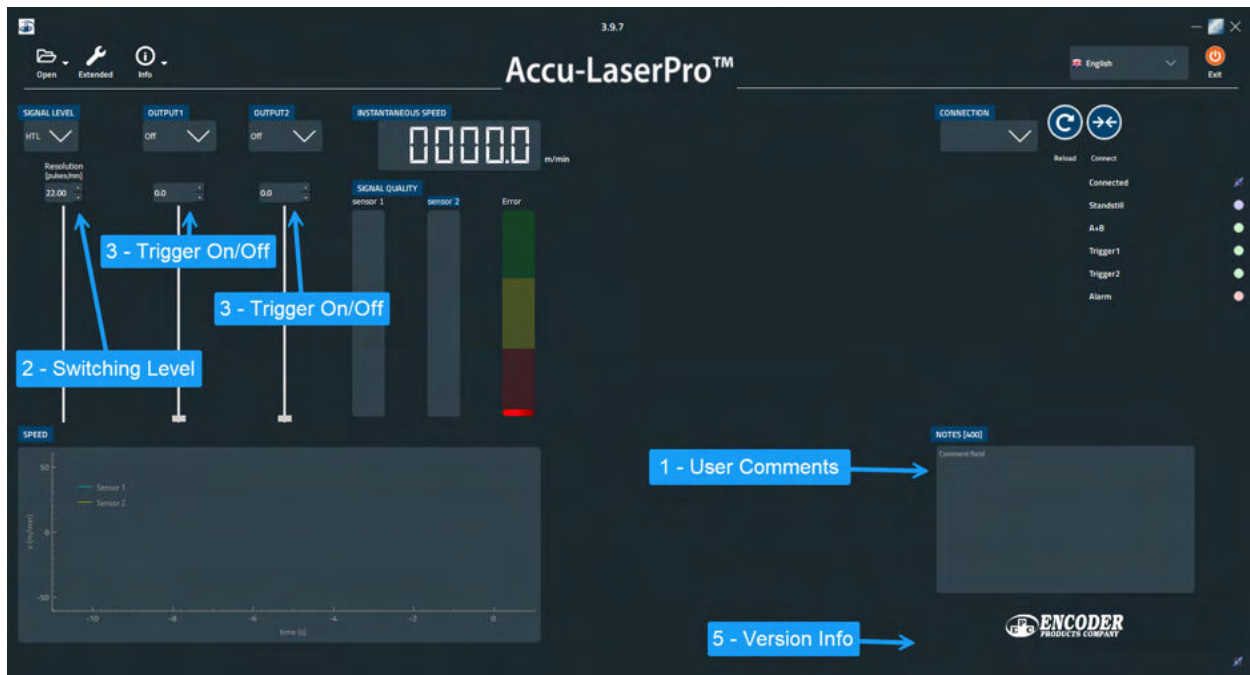 3.9.7
Open
Extended
Info
Accu-LaserPro™
English
Exit
SIGNAL LEVEL
OUTPUT1
OUTPUT2
INSTANTANEOUS SPEED
CONNECTION
HTL
Off
Off
0000.0
m/min
Reload
Connect
Resolution
[pulses/mm]
22.00
0.0
0.0
SIGNAL QUALITY
sensor 1
sensor 2
Error
Connected
Standstill
A+B
Trigger1
Trigger2
Alarm
3 - Trigger On/Off
3 - Trigger On/Off
2 - Switching Level
SPEED
50
0
-50
v (m/min)
Sensor 1
Sensor 2
-10
-8
-6
-4
-2
0
time (s)
NOTES [400]
Comment field
1 - User Comments
5 - Version Info
ENCODER
PRODUCTS COMPANY